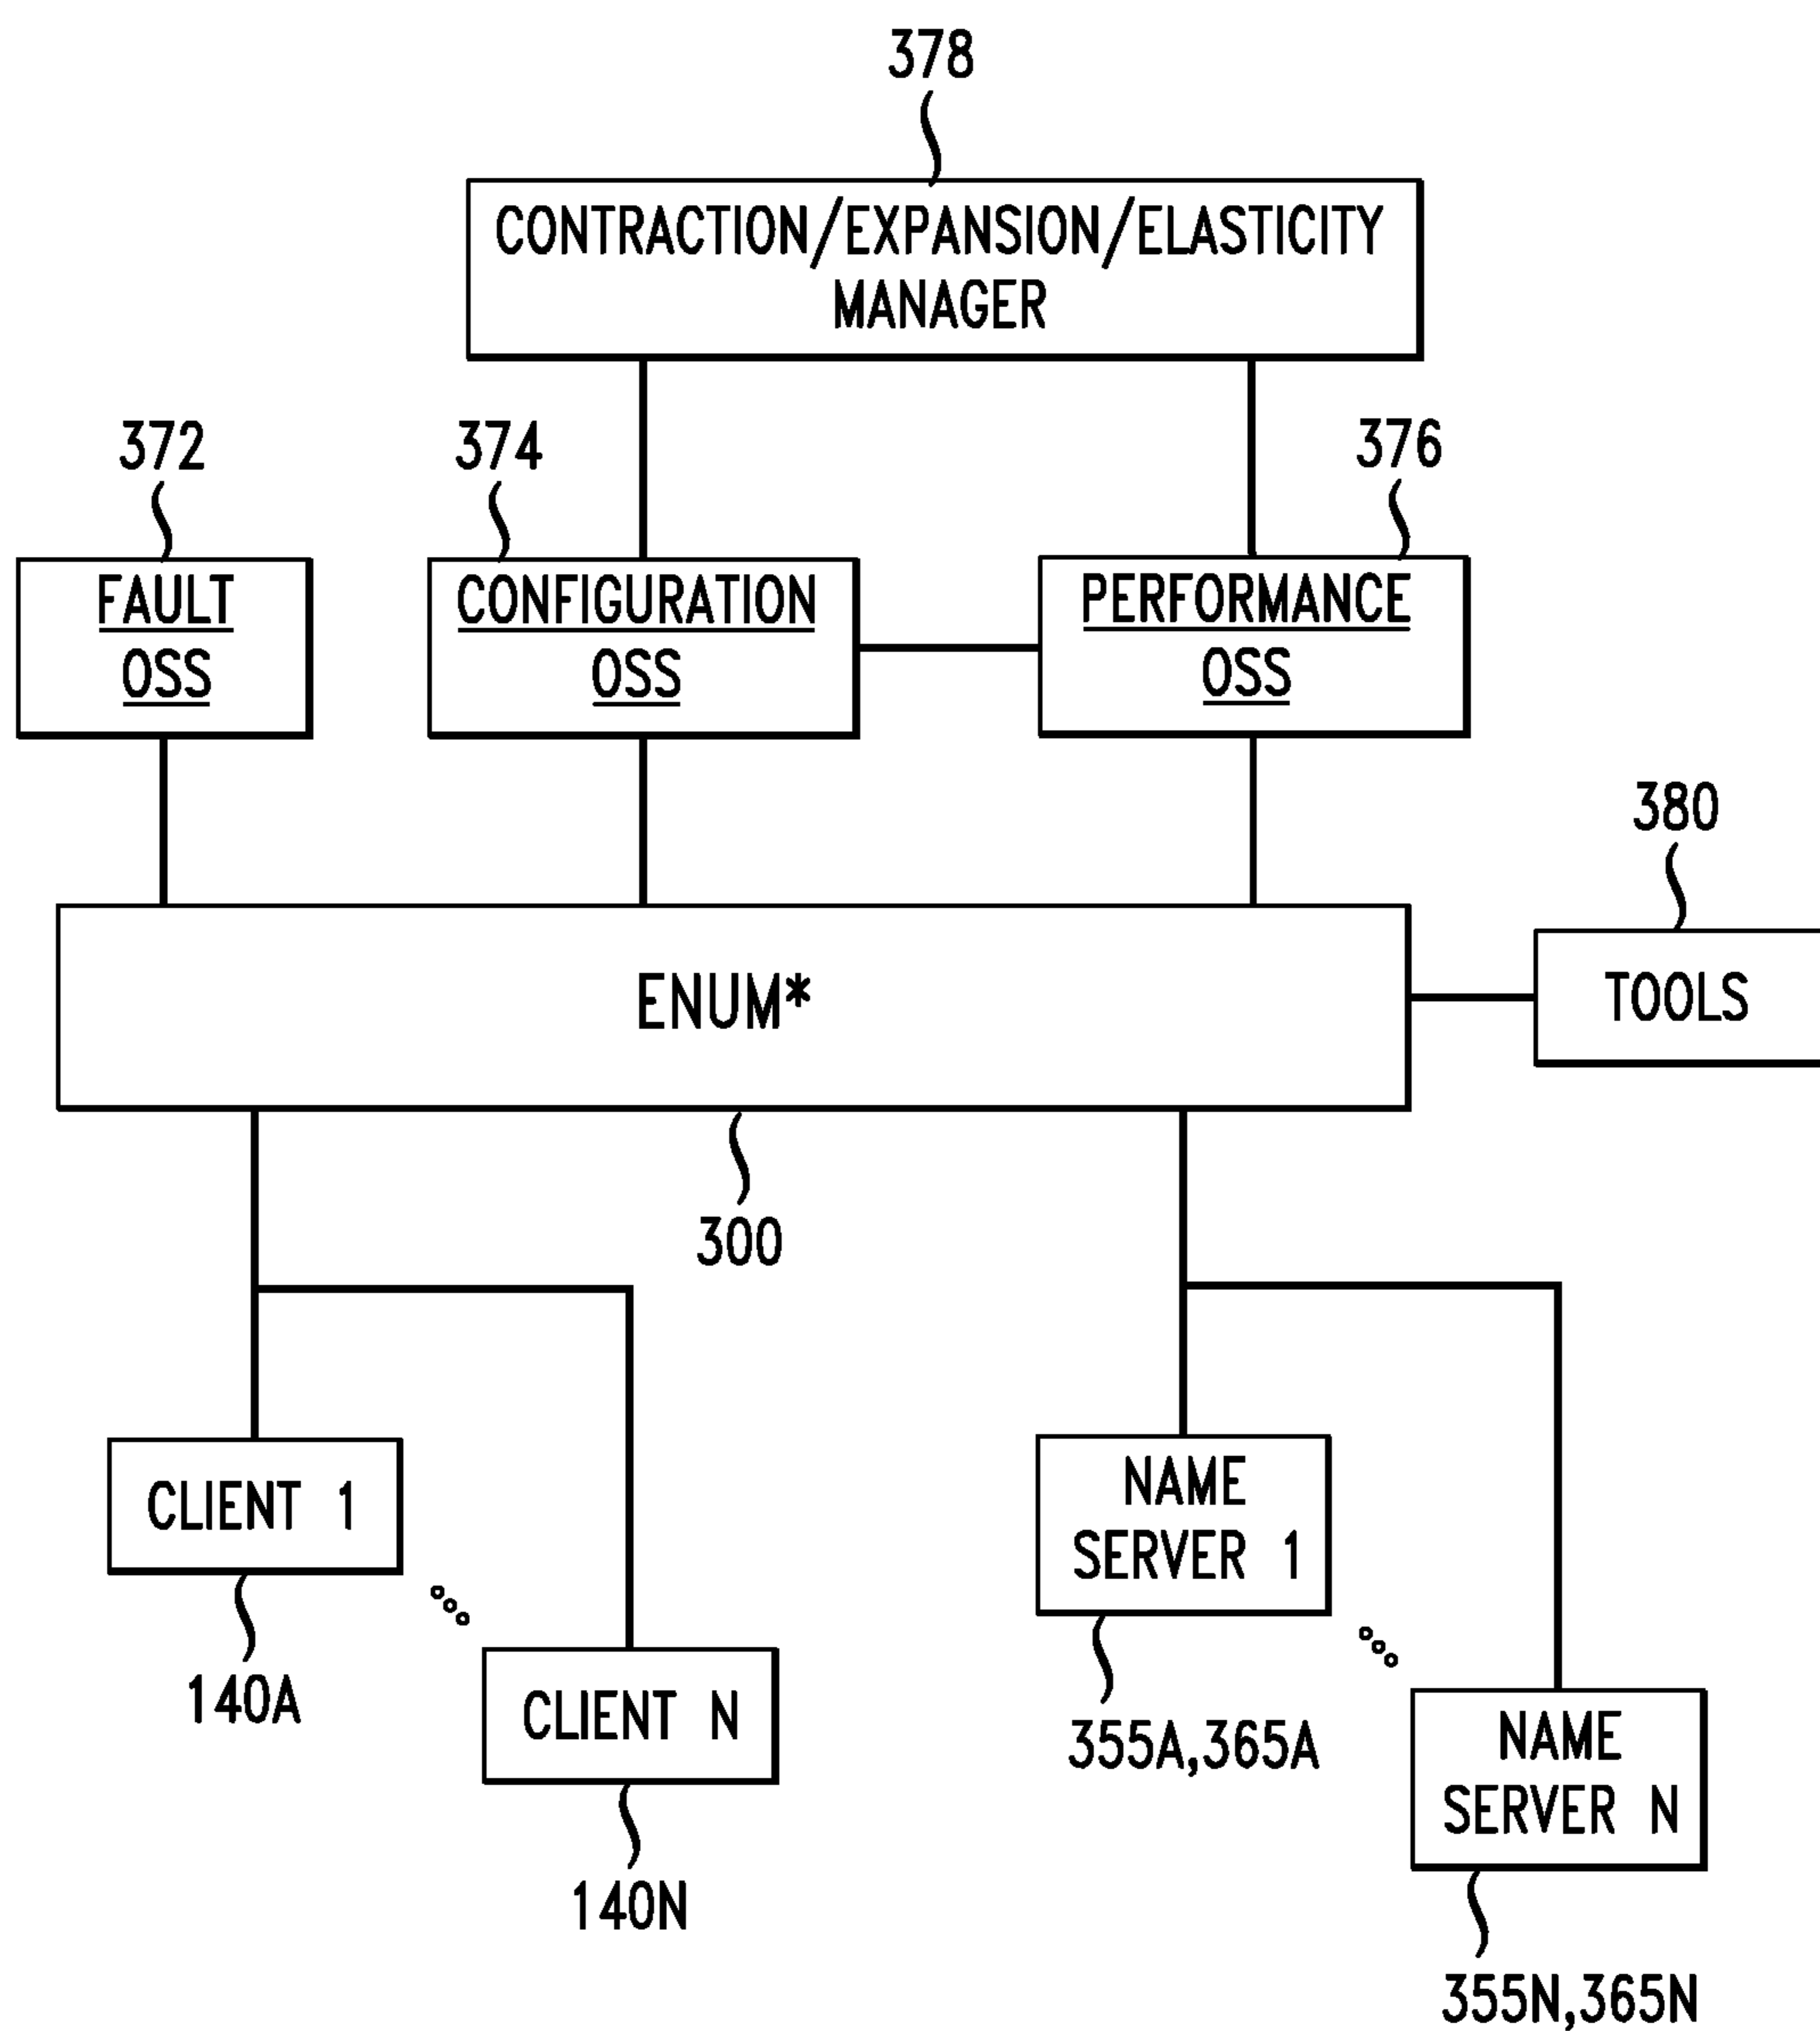 378
CONTRACTION/EXPANSION/ELASTICITY
MANAGER
372
374
376
FAULT
OSS
CONFIGURATION
OSS
PERFORMANCE
OSS
380
ENUM*
TOOLS
300
CLIENT 1
NAME
SERVER 1
140A
CLIENT N
355A,365A
NAME
SERVER N
140N
355N,365N